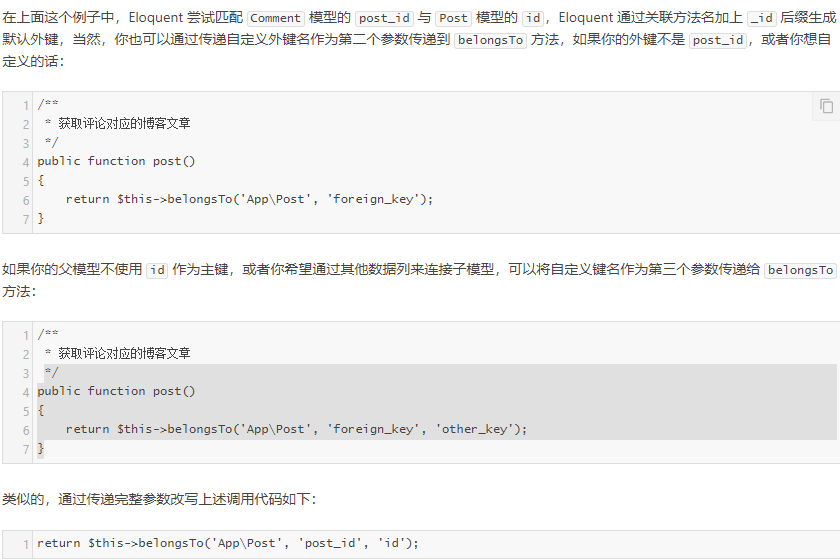 在上面这个例子中，Eloquent 尝试匹配 Comment 模型的 post_id 与 Post 模型的 id，Eloquent 通过关联方法名加上 _id 后缀生成
默认外键，当然，你也可以通过传递自定义外键名作为第二个参数传递到 belongsTo 方法，如果你的外键不是 post_id，或者你想自
定义的话：
1 /**
2  * 获取评论对应的博客文章
3  */
4 public function post()
5 {
6     return $this->belongsTo('App\Post', 'foreign_key');
7 }
如果你的父模型不使用 id 作为主键，或者你希望通过其他数据列来连接子模型，可以将自定义键名作为第三个参数传递给 belongsTo
方法：
1 /**
2  * 获取评论对应的博客文章
3  */
4 public function post()
5 {
6     return $this->belongsTo('App\Post', 'foreign_key', 'other_key');
7 }
类似的，通过传递完整参数改写上述调用代码如下：
1 return $this->belongsTo('App\Post', 'post_id', 'id');